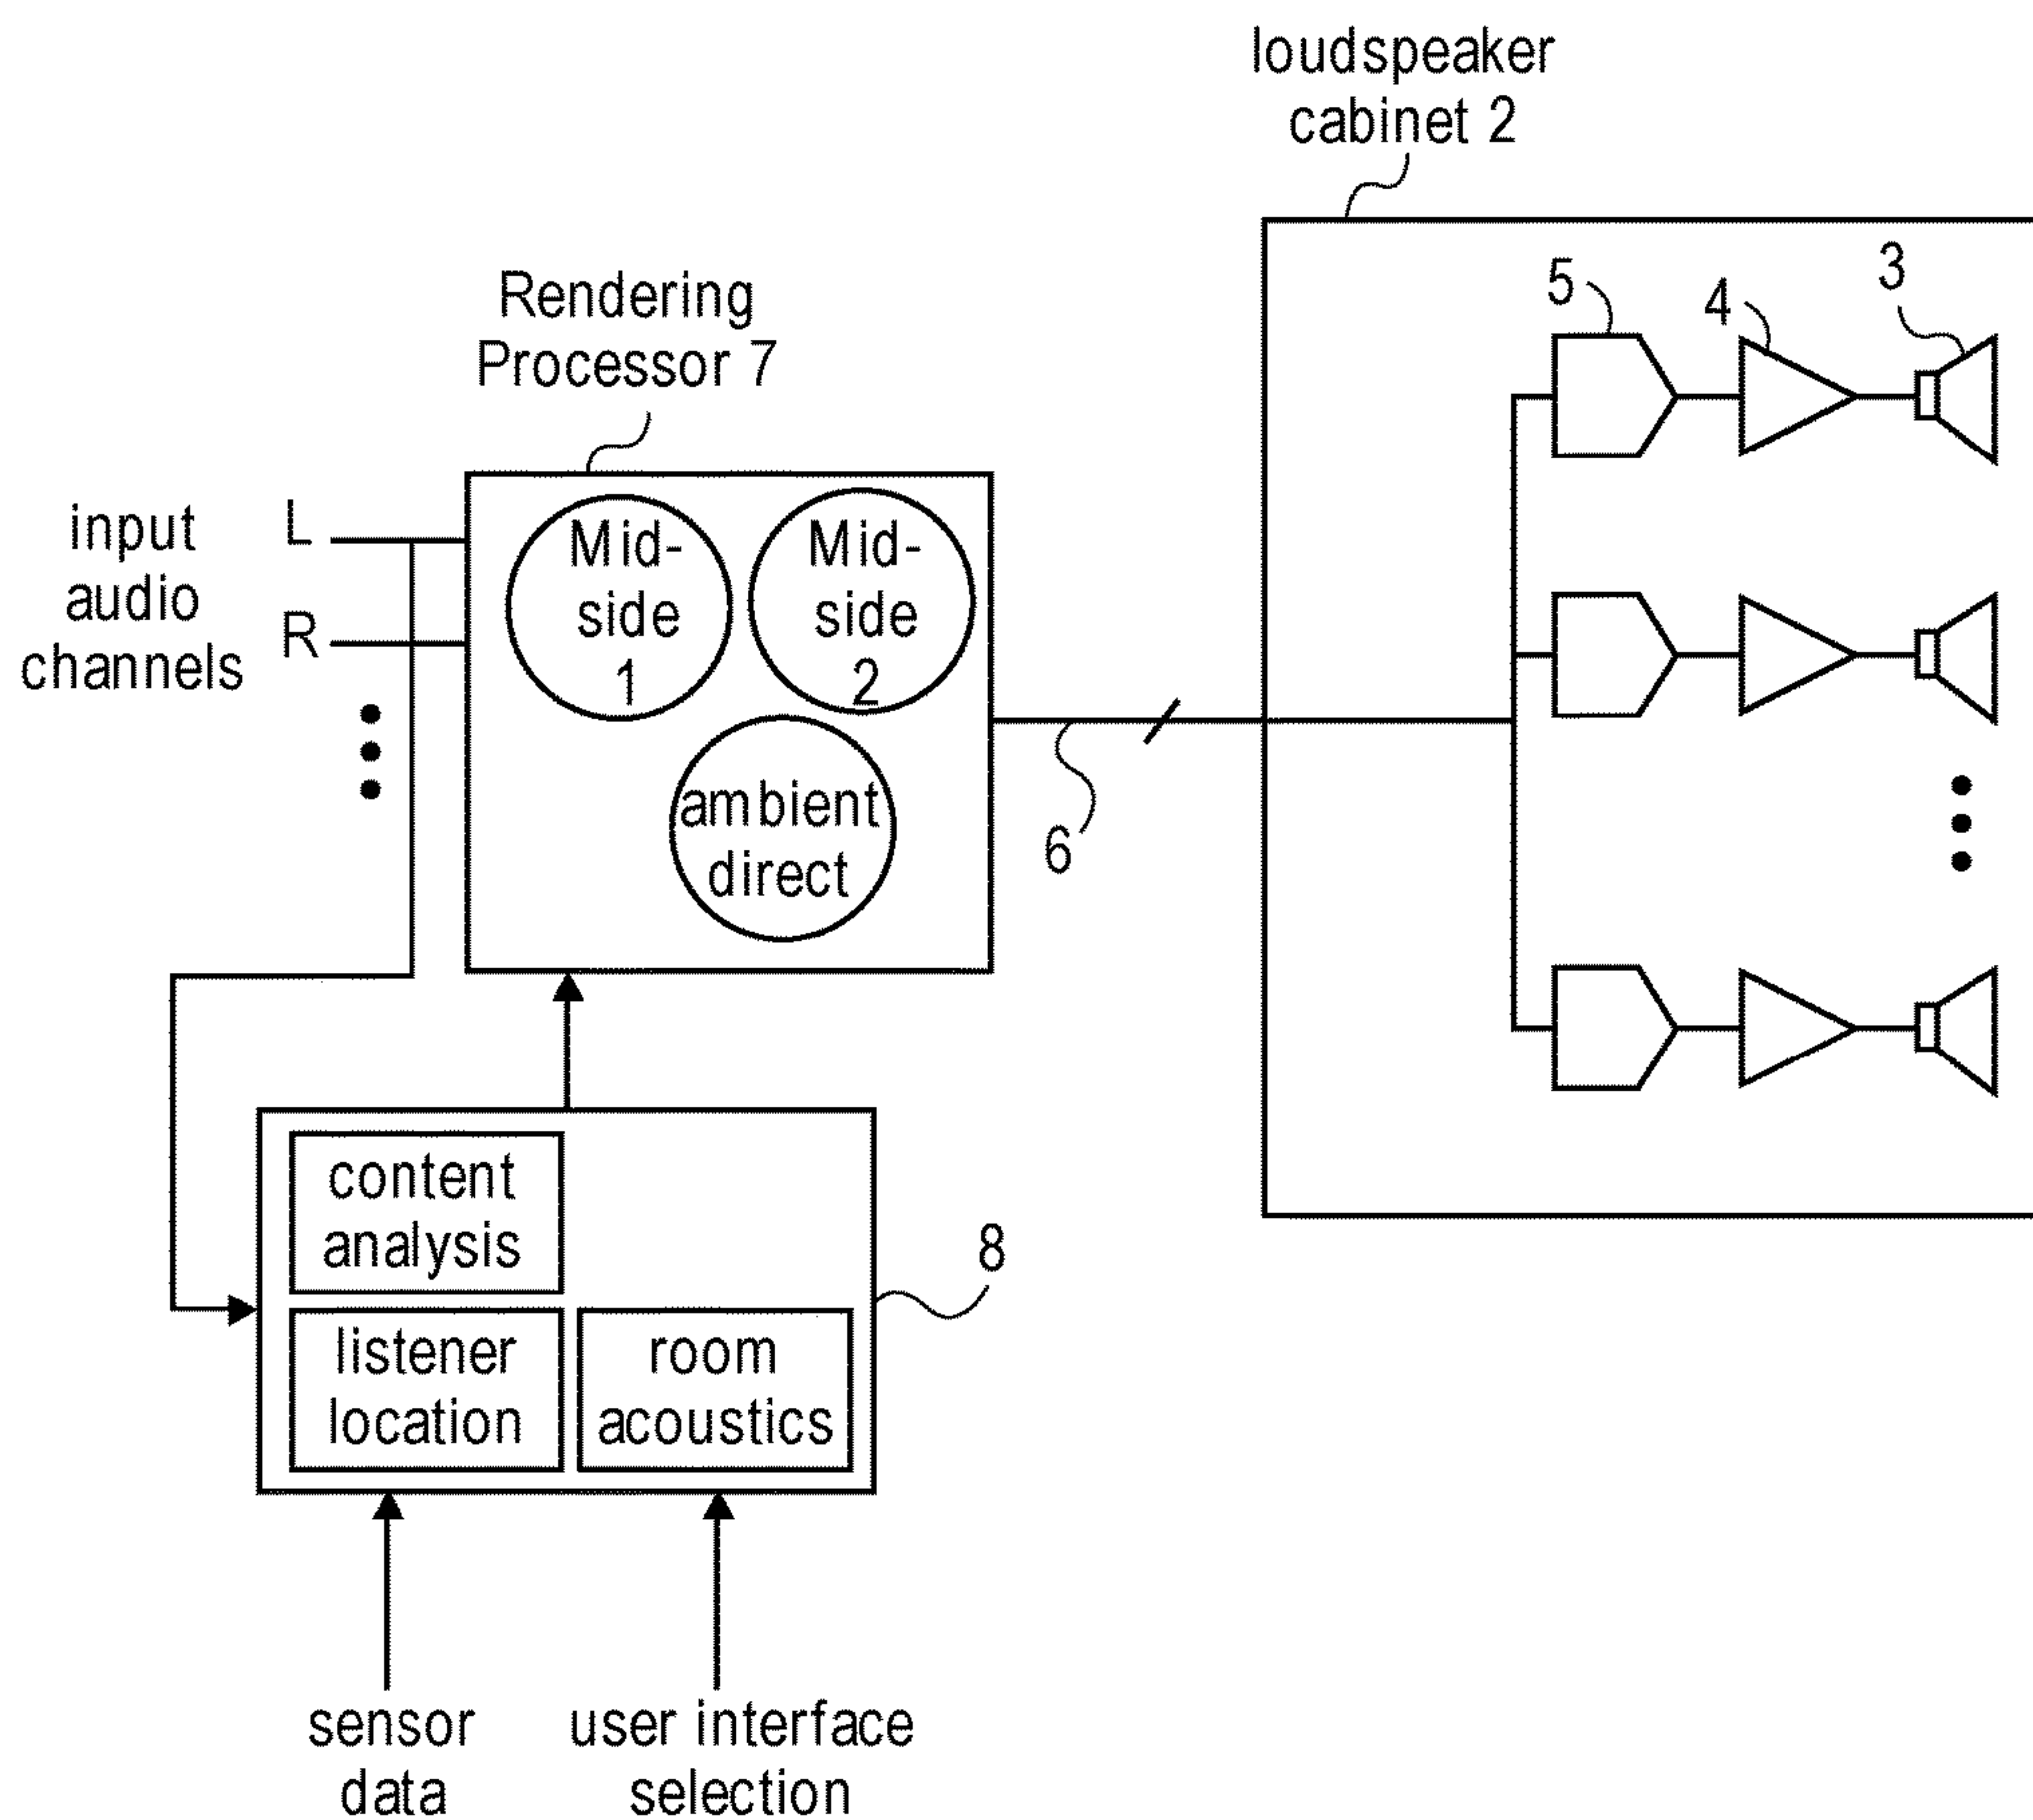 loudspeaker
cabinet 2
5
4
3
Rendering
Processor 7
input
audio
channels
L
R
Mid-
side
1
Mid-
side
2
ambient
direct
6
content
analysis
listener
location
room
acoustics
8
sensor
data
user interface
selection